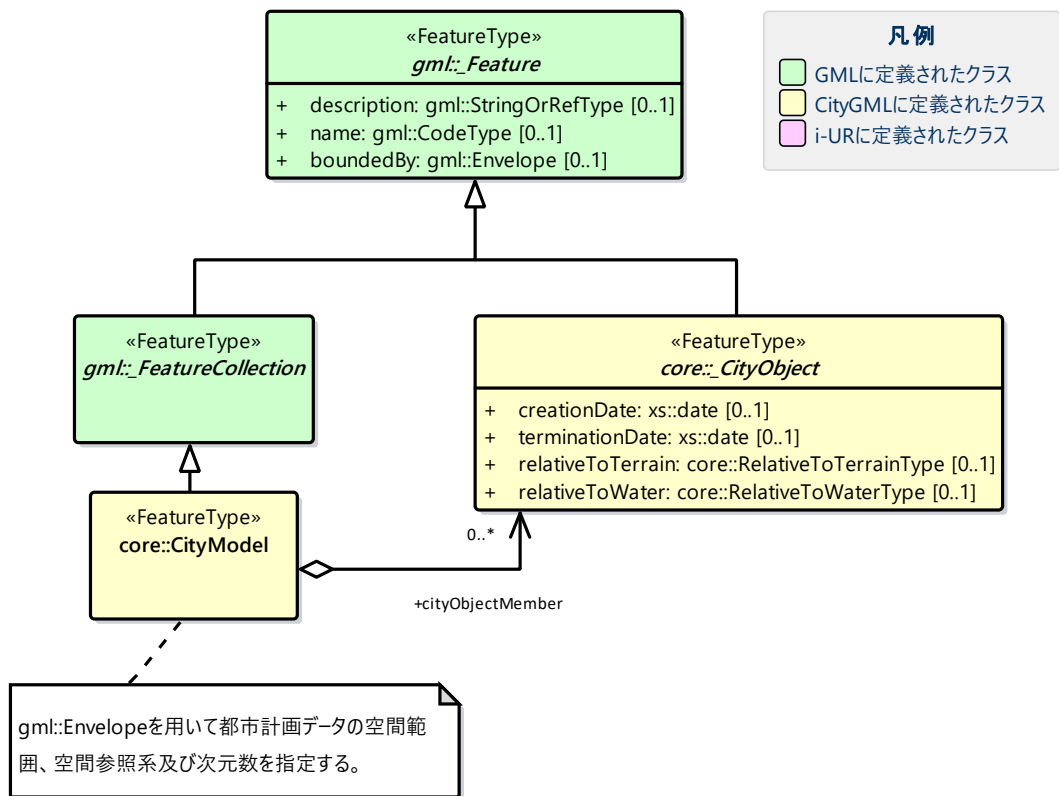 «FeatureType»
gml::_Feature
+ description: gml::StringOrRefType [0..1]
+ name: gml::CodeType [0..1]
+ boundedBy: gml::Envelope [0..1]
凡例
GMLに定義されたクラス
CityGMLに定義されたクラス
i-URに定義されたクラス
«FeatureType»
gml::_FeatureCollection
«FeatureType»
core::_CityObject
+ creationDate: xs::date [0..1]
+ terminationDate: xs::date [0..1]
+ relativeToTerrain: core::RelativeToTerrainType [0..1]
+ relativeToWater: core::RelativeToWaterType [0..1]
«FeatureType»
core::CityModel
0..*
+cityObjectMember
gml::Envelopeを用いて都市計画データの空間範
囲、空間参照系及び次元数を指定する。